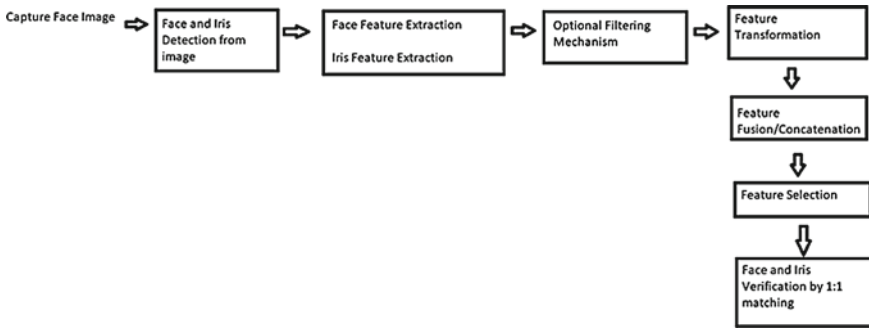 Capture Face Image
Face and Iris
Detection from
image
Face Feature Extraction
Iris Feature Extraction
Optional Filtering
Mechanism
Feature
Transformation
Feature
Fusion/Concatenation
Feature Selection
Face and Iris
Verification by 1:1
matching